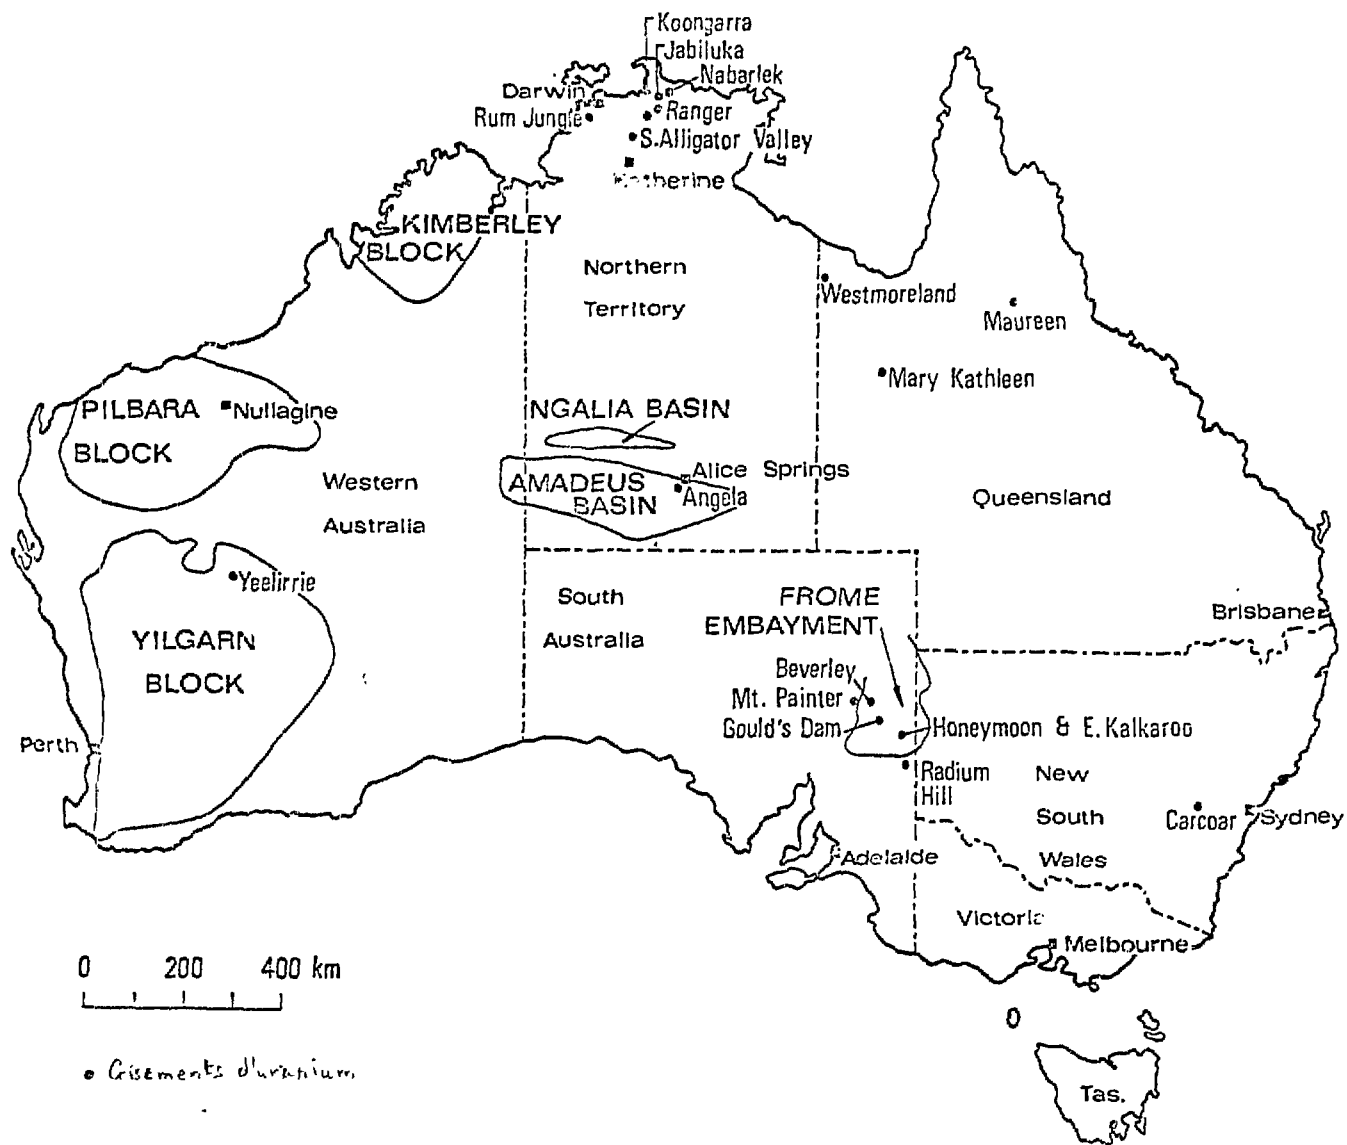 Koongarra
Jabiluka
Nabarlek
Darwin
Ranger
Rum Jungle
S.Alligator Valley
Katherine
KIMBERLEY
BLOCK
Northern
Territory
Westmoreland
Maureen
Mary Kathleen
PILBARA
BLOCK
Nullagine
NGALIA BASIN
Alice Springs
AMADEUS
BASIN
Angela
Western
Australia
Queensland
Yeelirrie
YILGARN
BLOCK
South
Australia
FROME
EMBAYMENT
Brisbane
Beverley
Mt. Painter
Gould's Dam
Honeymoon & E. Kalkaroo
Perth
Radium
Hill
New
South
Wales
Carcoar
Sydney
Adelaide
Victoria
Melbourne
0 200 400 km
Gisements d'uranium
Tas.